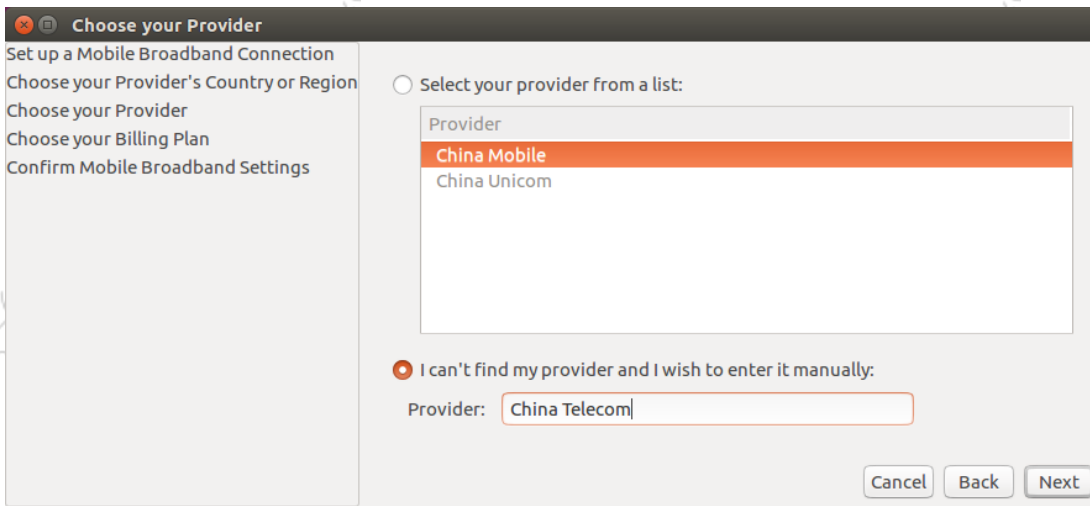 Choose your Provider
Set up a Mobile Broadband Connection
Choose your Provider's Country or Region
Choose your Provider
Choose your Billing Plan
Confirm Mobile Broadband Settings
Select your provider from a list:
Provider
China Mobile
China Unicom
I can't find my provider and I wish to enter it manually:
Provider: China Telecom
Cancel Back Next